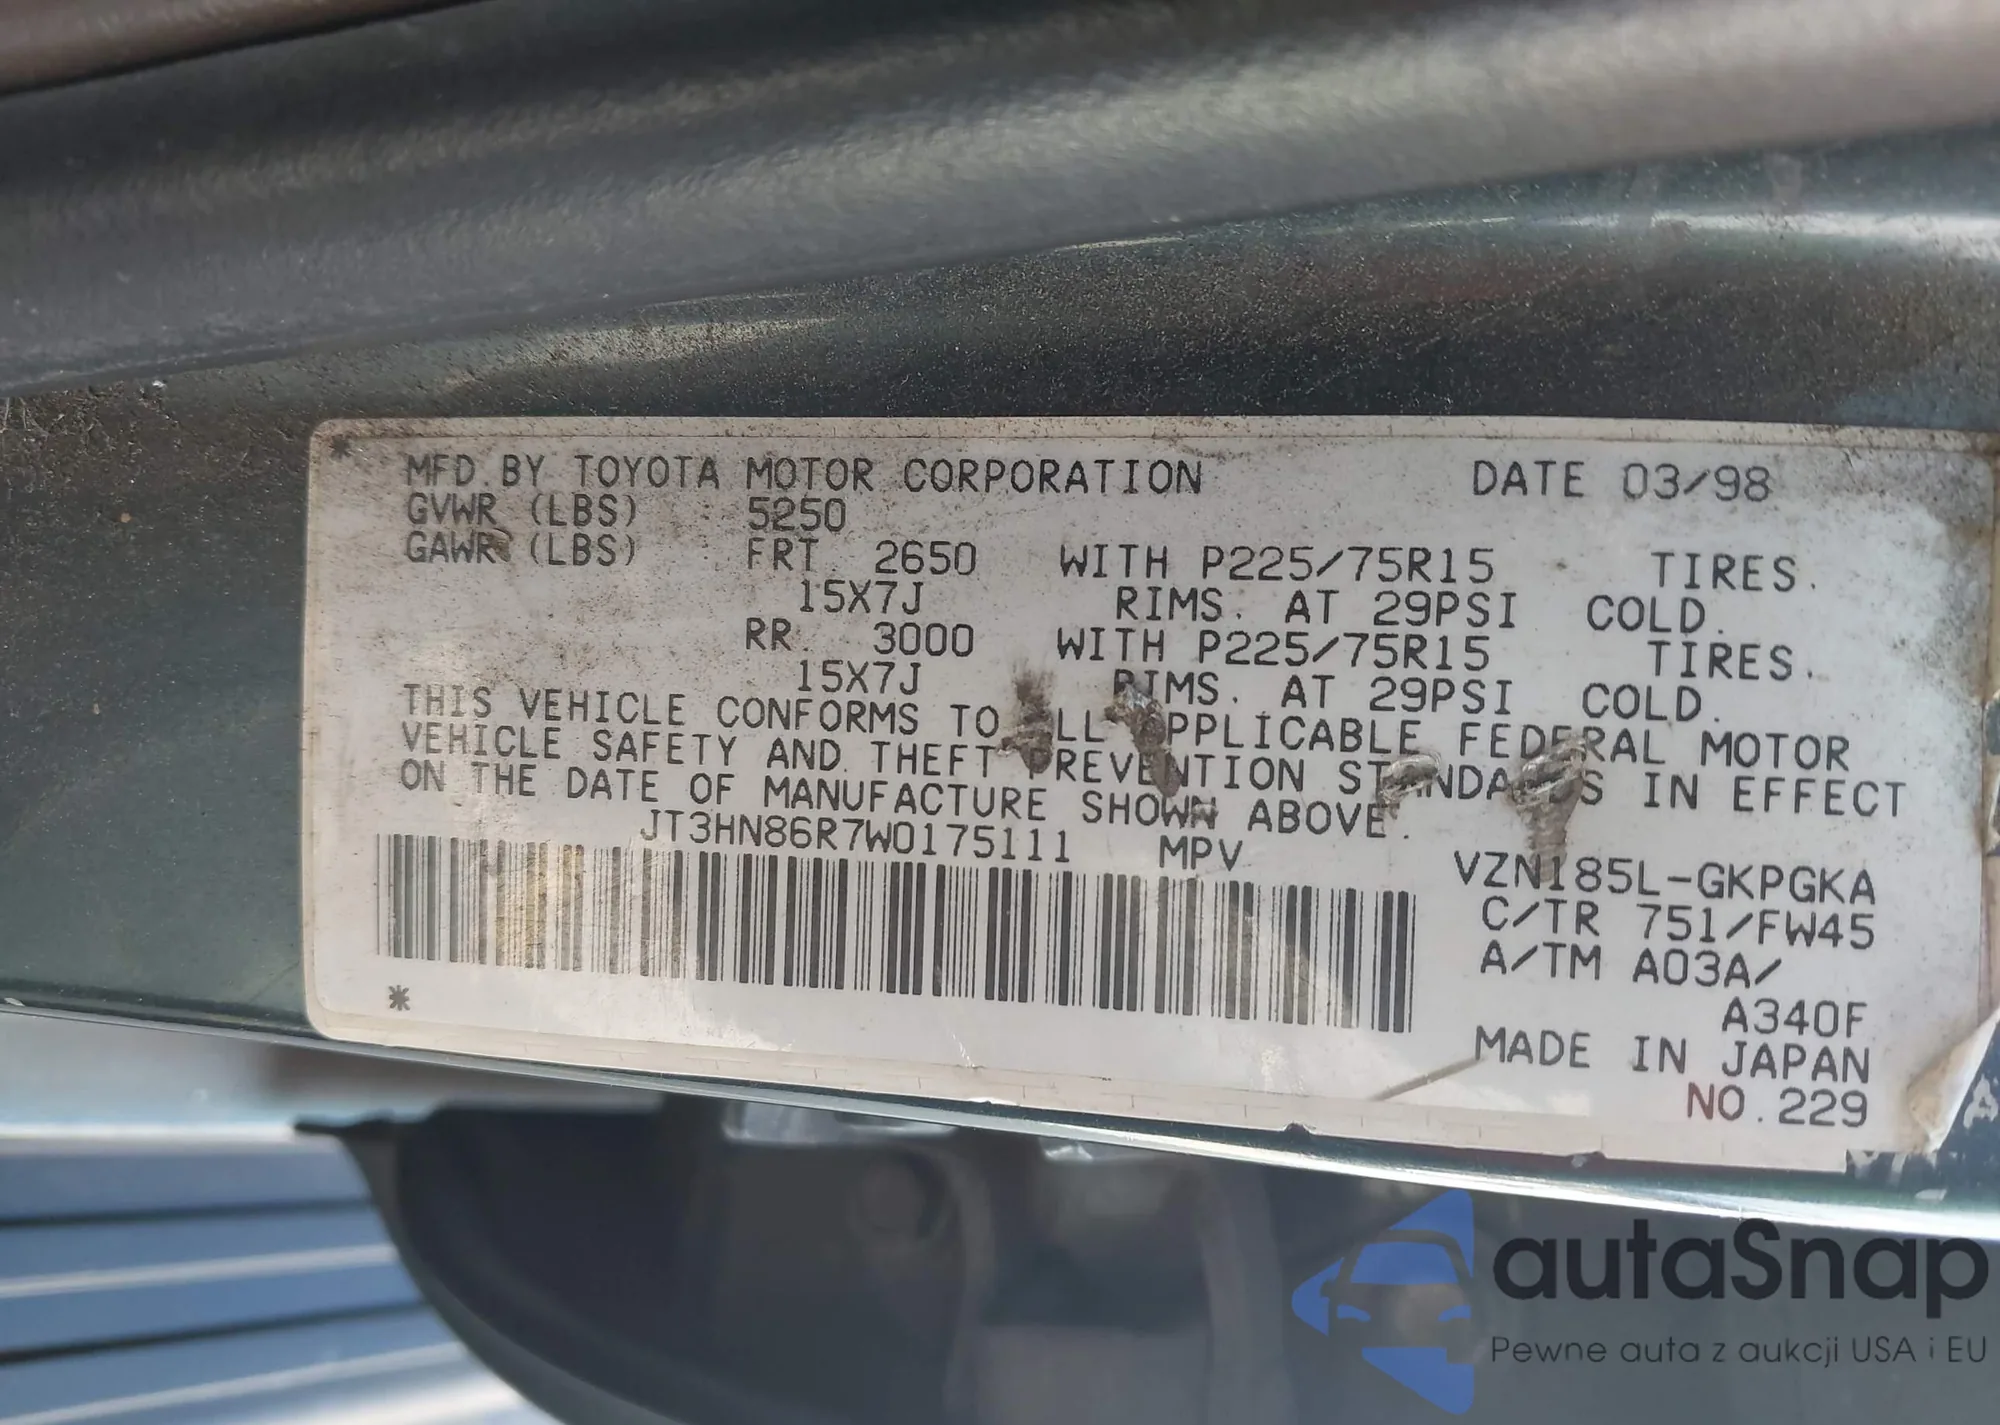 MFD. BY TOYOTA MOTOR CORPORATION DATE 03/98
GVWR (LBS) 5250
GAWR (LBS) FRT. 2650 WITH P225/75R15 TIRES.
15X7J RIMS. AT 29PSI COLD.
RR. 3000 WITH P225/75R15 TIRES.
15X7J RIMS. AT 29PSI COLD.
THIS VEHICLE CONFORMS TO ALL APPLICABLE FEDERAL MOTOR
VEHICLE SAFETY AND THEFT PREVENTION STANDARDS IN EFFECT
ON THE DATE OF MANUFACTURE SHOWN ABOVE.
JT3HN86R7W0175111 MPV
VZN185L-GKPGKA
C/TR 751/FW45
A/TM A03A/
A340F
MADE IN JAPAN
NO.229
autaSnap
Pewne auta z aukcji USA i EU